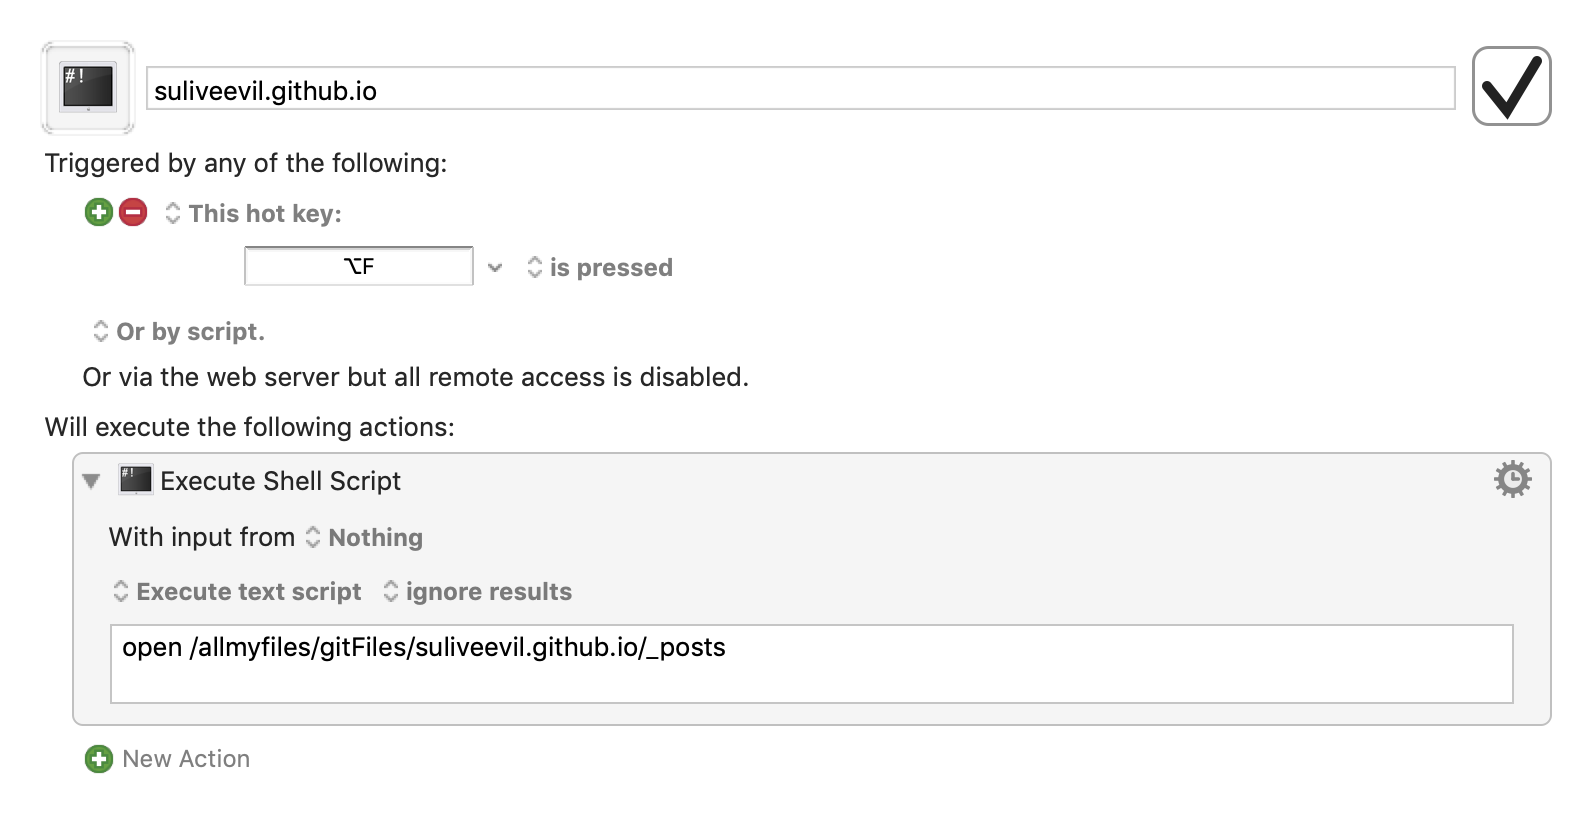 #!
suliveevil.github.io
Triggered by any of the following:
This hot key:
⌥F
is pressed
Or by script.
Or via the web server but all remote access is disabled.
Will execute the following actions:
#! Execute Shell Script
With input from Nothing
Execute text script ignore results
open /allmyfiles/gitFiles/suliveevil.github.io/_posts
New Action